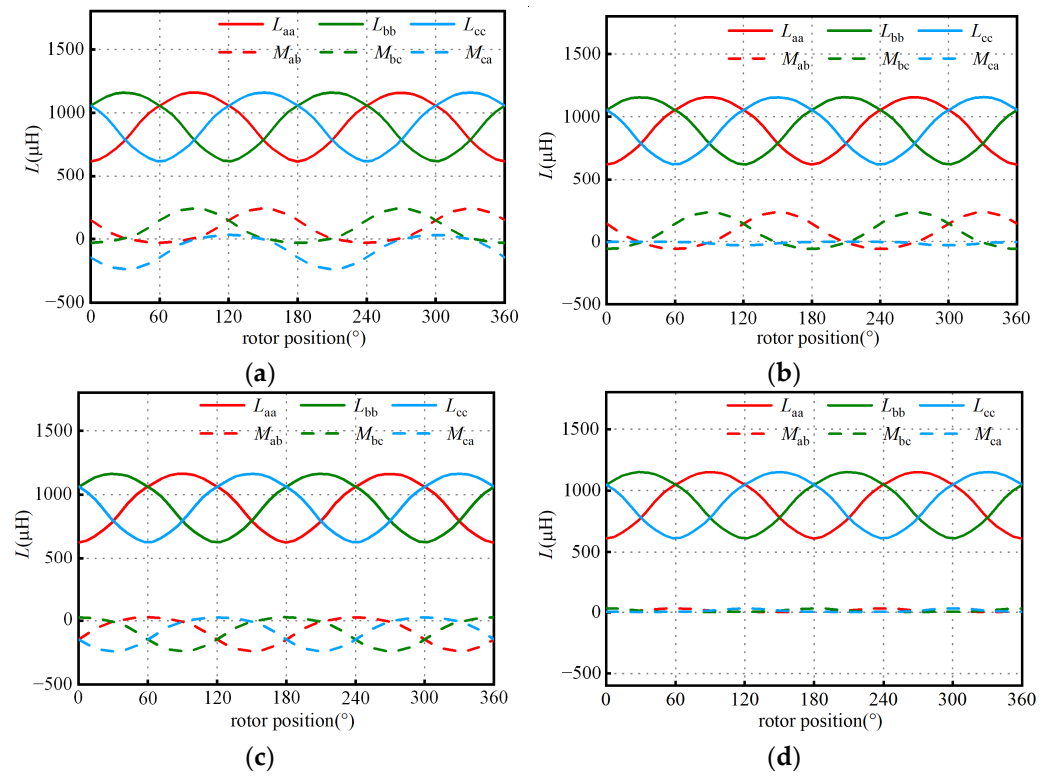 L_aa L_bb L_cc
M_ab M_bc M_ca
1500
1000
500
0
−500
L(μH)
0 60 120 180 240 300 360
rotor position(°)
(a)
L_aa L_bb L_cc
M_ab M_bc M_ca
1500
1000
500
0
−500
L(μH)
0 60 120 180 240 300 360
rotor position(°)
(b)
L_aa L_bb L_cc
M_ab M_bc M_ca
1500
1000
500
0
−500
L(μH)
0 60 120 180 240 300 360
rotor position(°)
(c)
L_aa L_bb L_cc
M_ab M_bc M_ca
1500
1000
500
0
−500
L(μH)
0 60 120 180 240 300 360
rotor position(°)
(d)